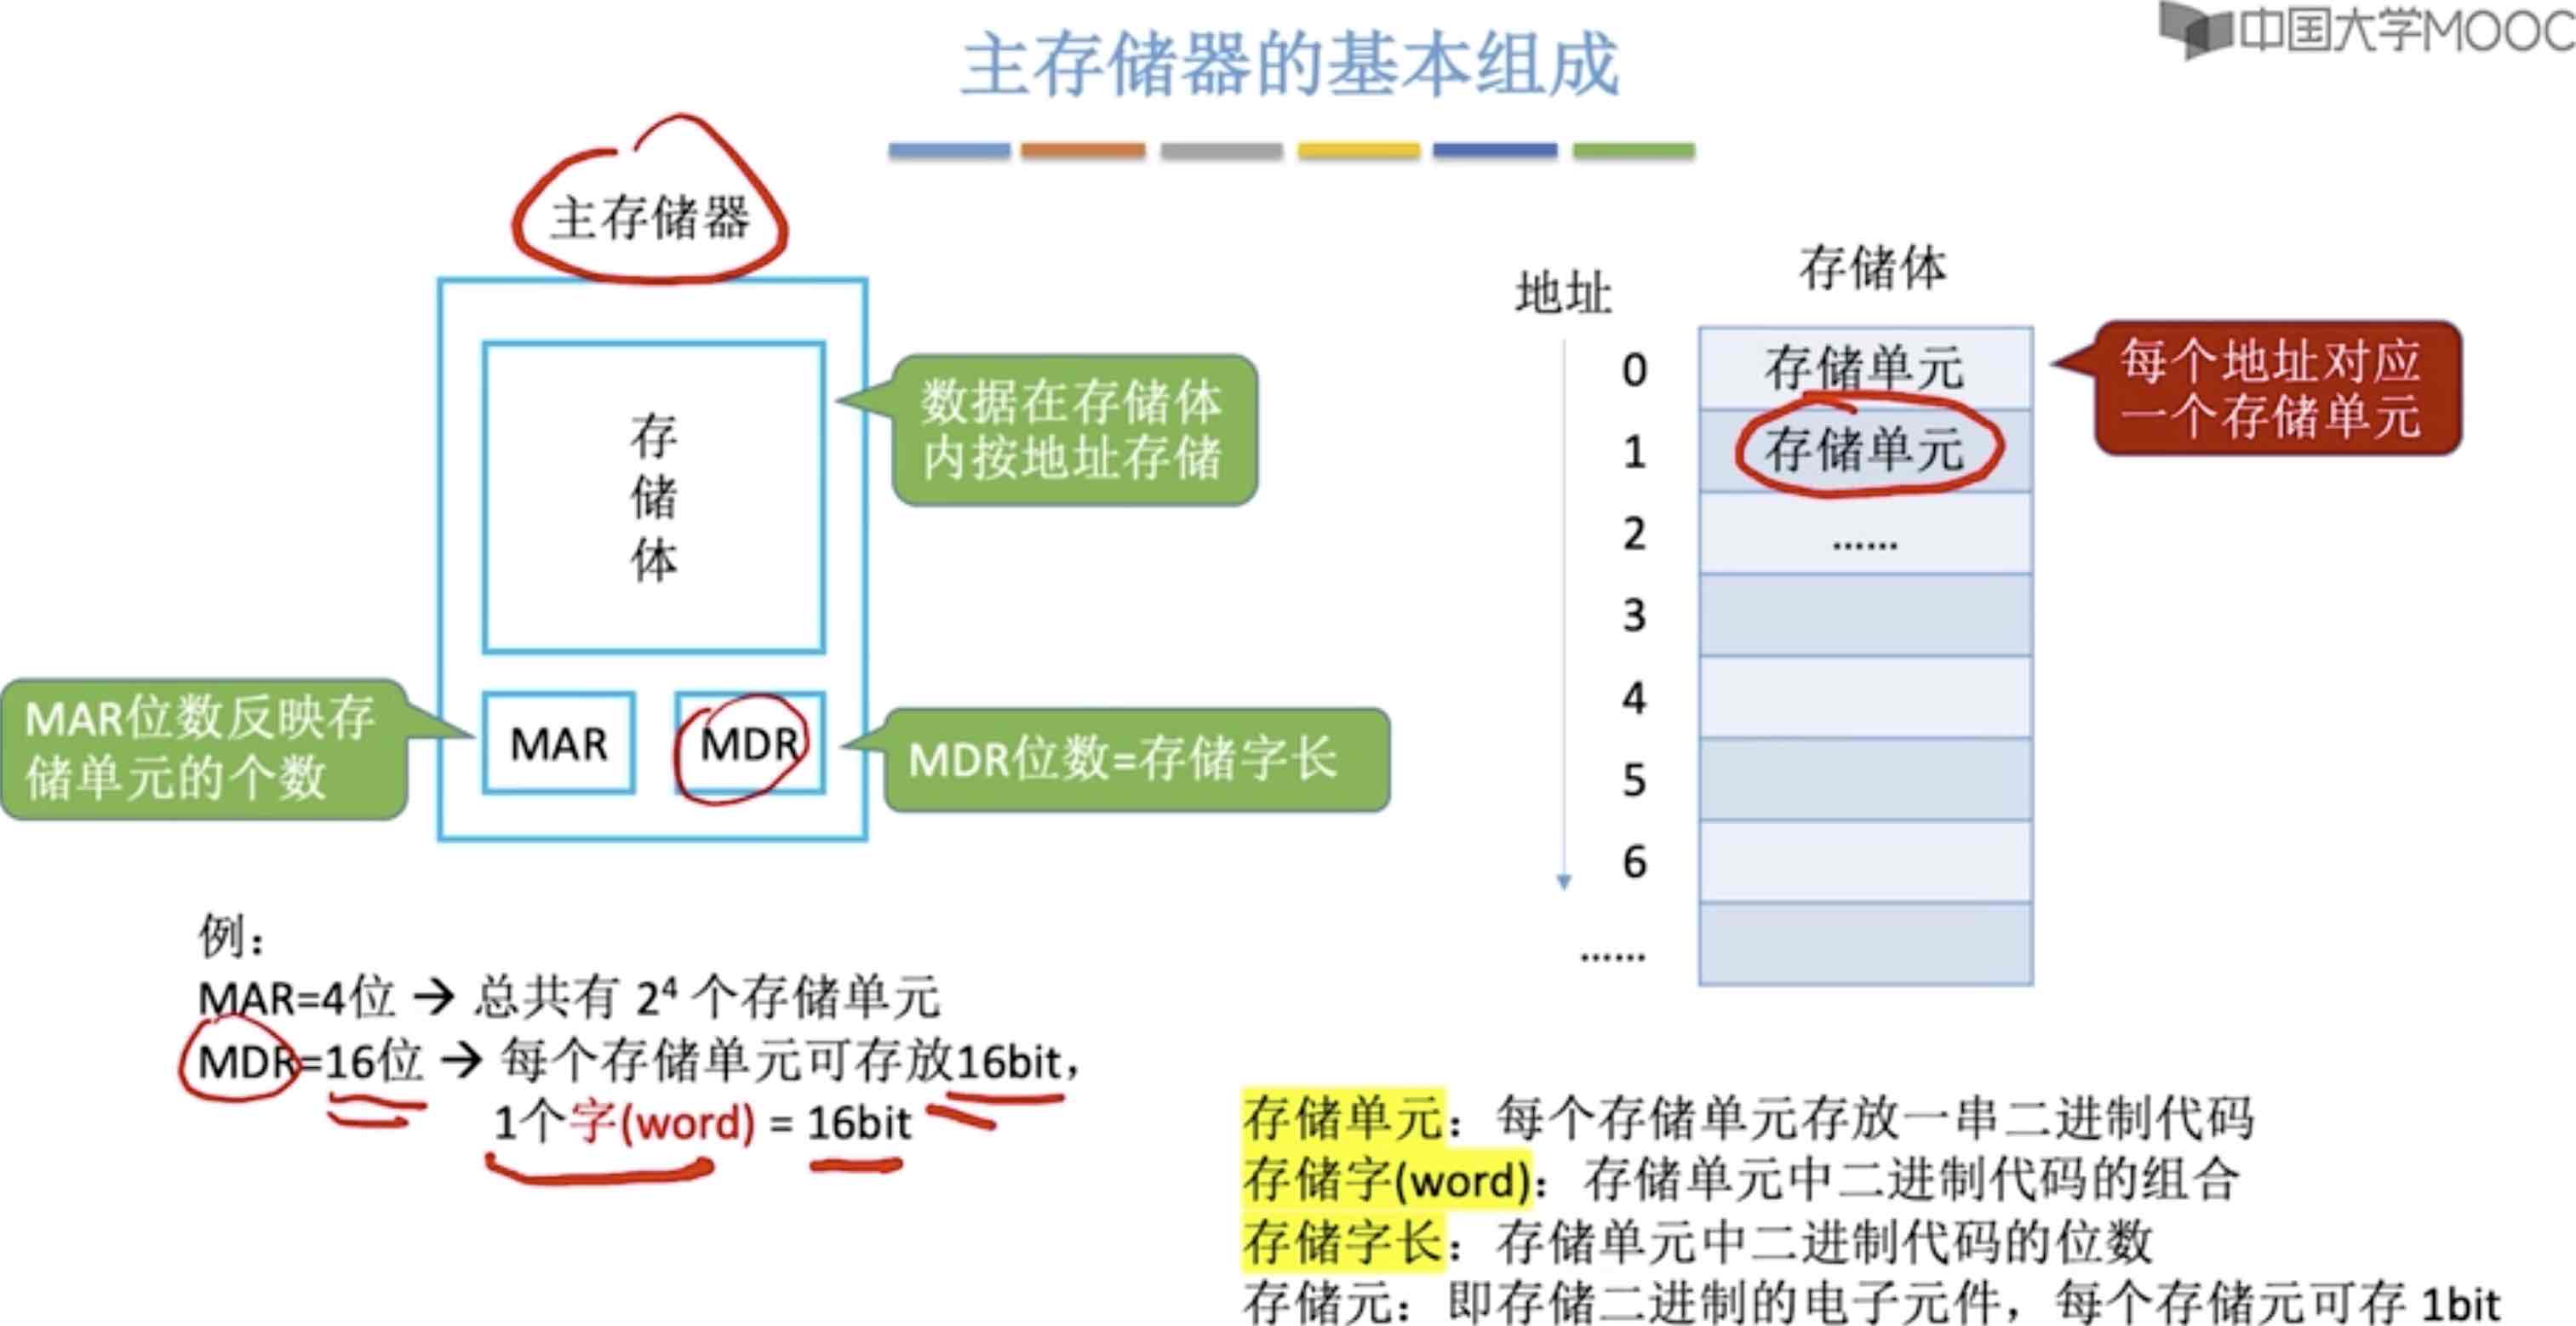 中国大学MOOC
主存储器的基本组成
主存储器
存
储
体
数据在存储体
内按地址存储
MAR位数反映存
储单元的个数
MAR
MDR
MDR位数=存储字长
地址
存储体
0
存储单元
1
存储单元
2
......
3
4
5
6
......
每个地址对应
一个存储单元
例：
MAR=4位 → 总共有 2⁴ 个存储单元
MDR=16位 → 每个存储单元可存放16bit，
1个字(word) = 16bit
存储单元：每个存储单元存放一串二进制代码
存储字(word)：存储单元中二进制代码的组合
存储字长：存储单元中二进制代码的位数
存储元：即存储二进制的电子元件，每个存储元可存 1bit